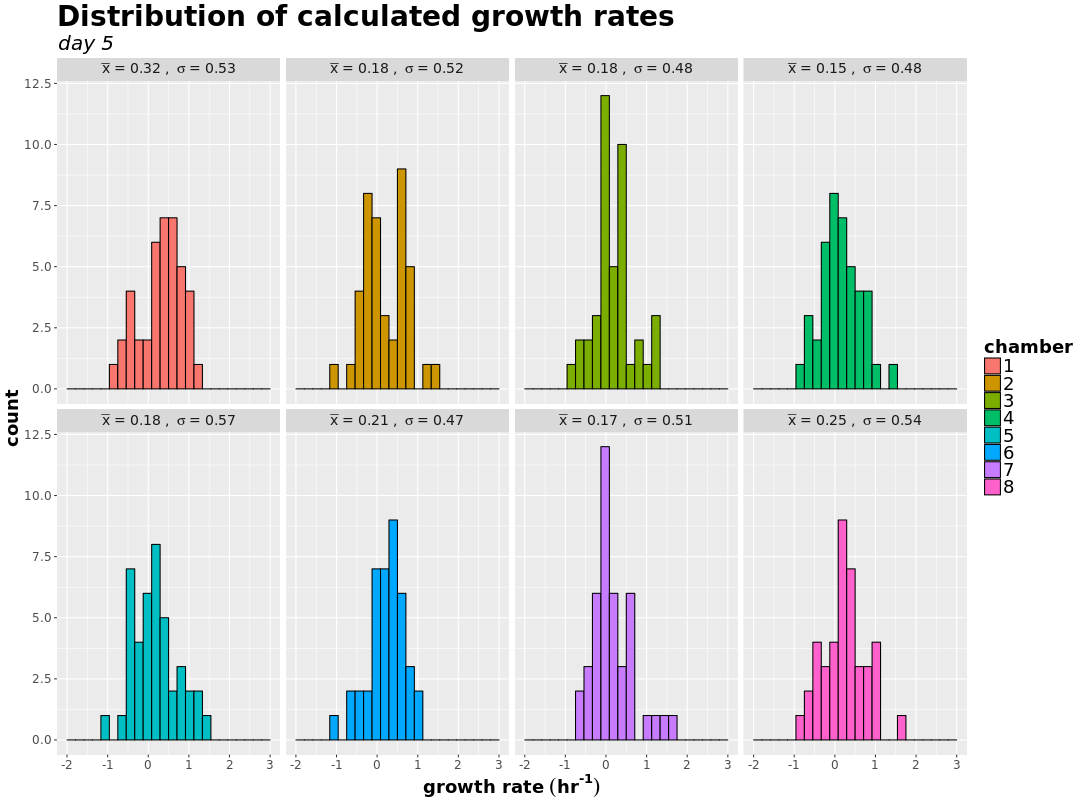 Distribution of calculated growth rates
day 5
x̅ = 0.32 , σ = 0.53
x̅ = 0.18 , σ = 0.52
x̅ = 0.18 , σ = 0.48
x̅ = 0.15 , σ = 0.48
12.5
10.0
7.5
5.0
2.5
0.0
x̅ = 0.18 , σ = 0.57
x̅ = 0.21 , σ = 0.47
x̅ = 0.17 , σ = 0.51
x̅ = 0.25 , σ = 0.54
12.5
10.0
7.5
5.0
2.5
0.0
-2 -1 0 1 2 3
-2 -1 0 1 2 3
-2 -1 0 1 2 3
-2 -1 0 1 2 3
count
growth rate (hr⁻¹)
chamber
1
2
3
4
5
6
7
8